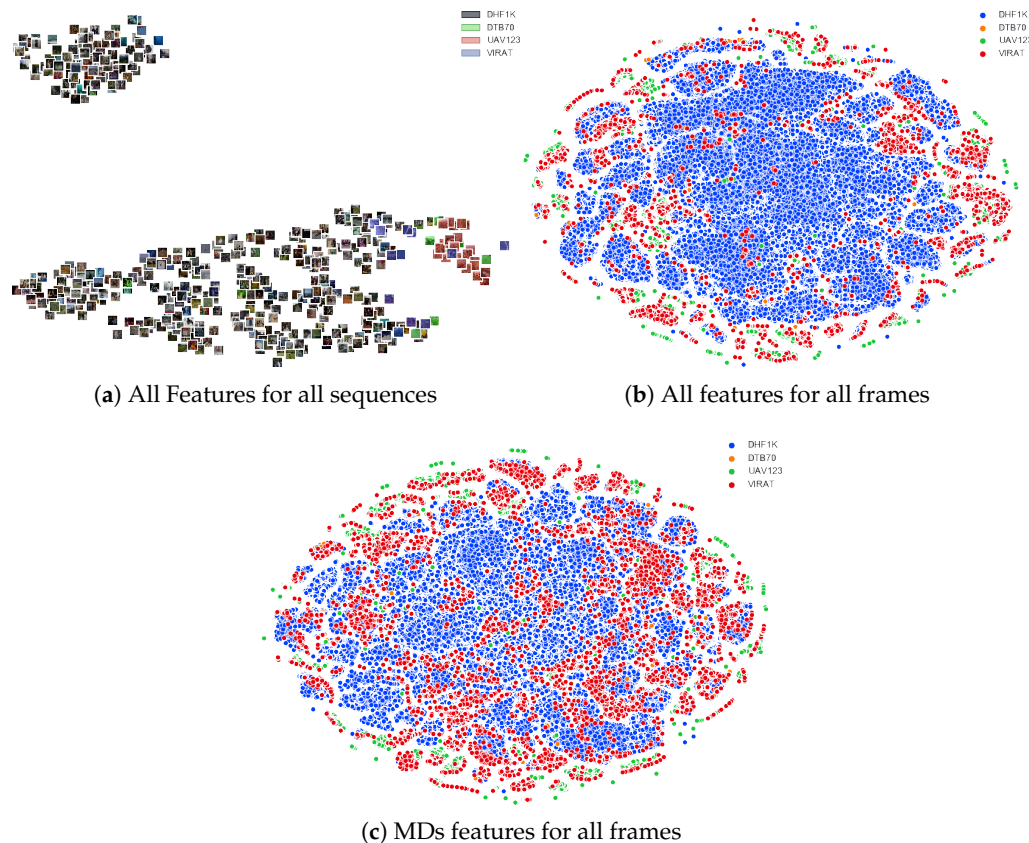 DHF1K
DTB70
UAV123
VIRAT
DHF1K
DTB70
UAV123
VIRAT
(a) All Features for all sequences
(b) All features for all frames
DHF1K
DTB70
UAV123
VIRAT
(c) MDs features for all frames